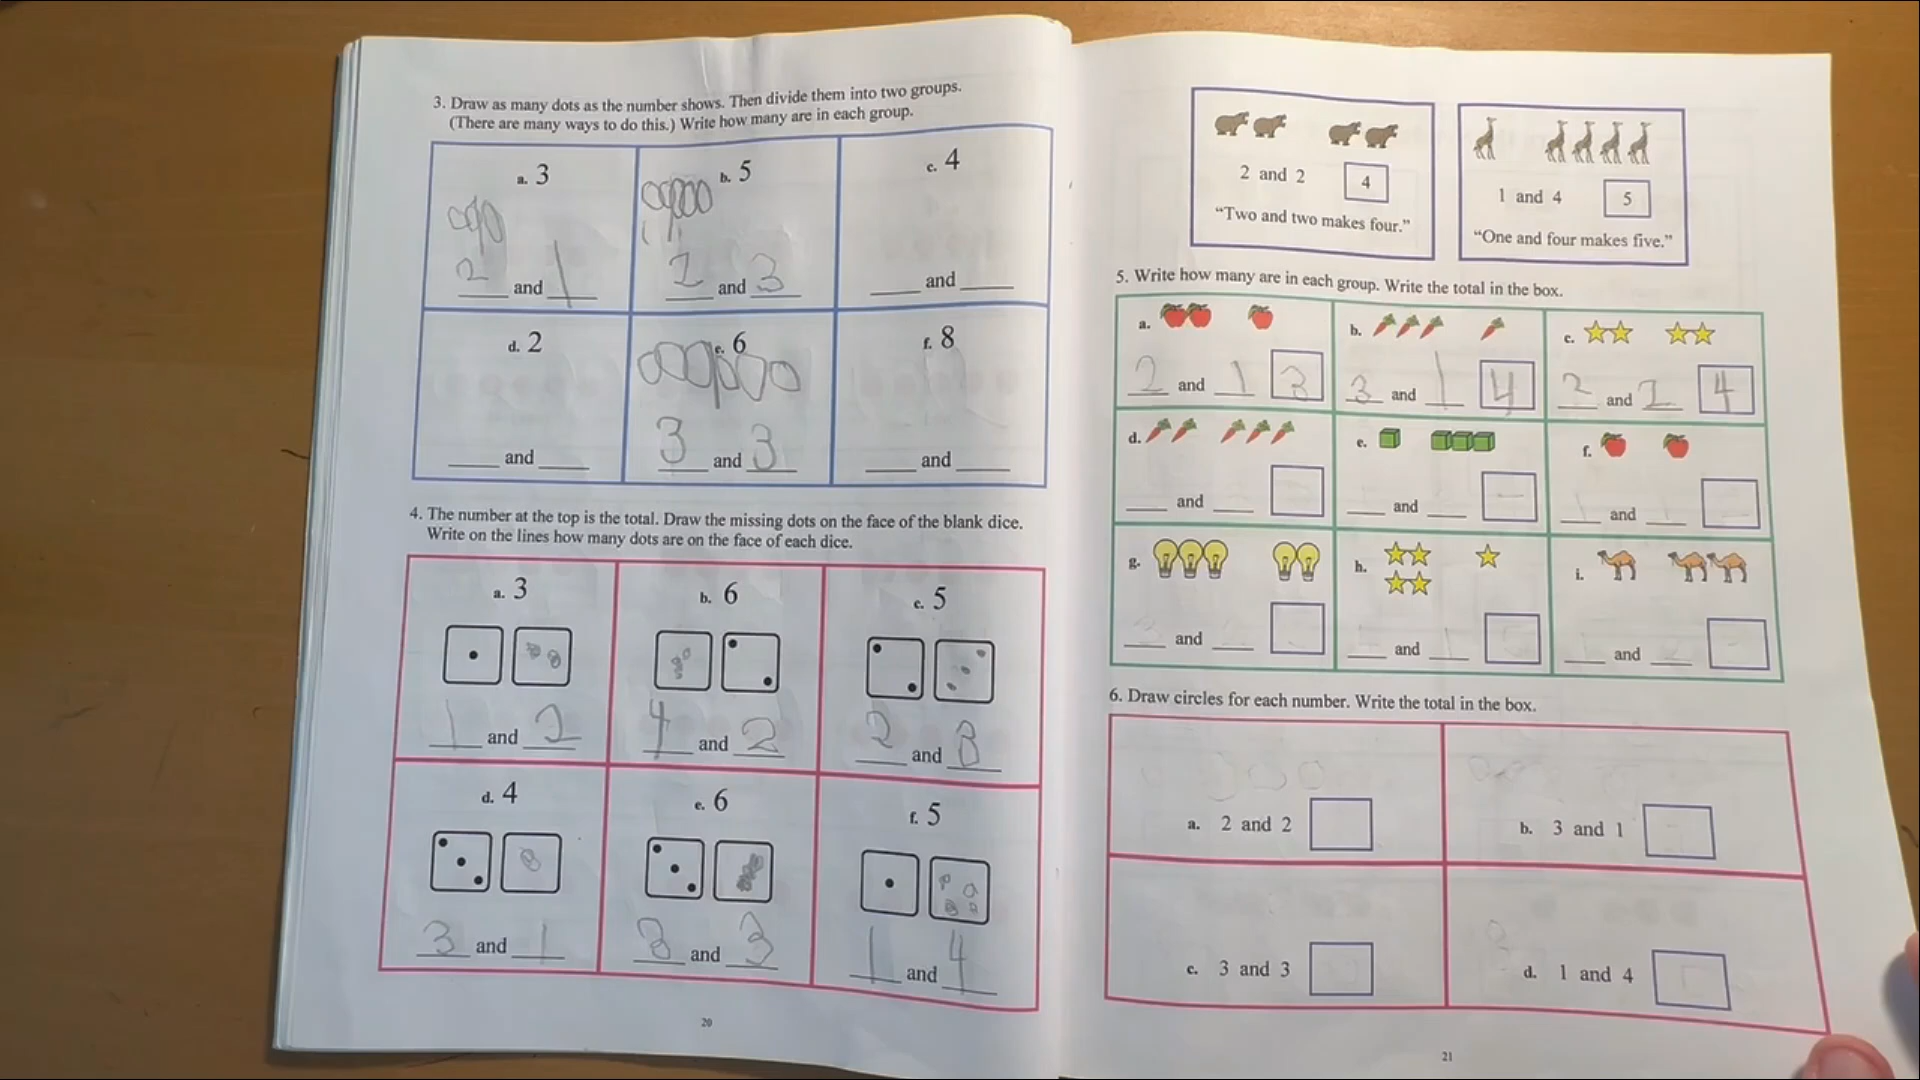 3. Draw as many dots as the number shows. Then divide them into two groups.
(There are many ways to do this.) Write how many are in each group.
a. 3
b. 5
c. 4
2 and 1
2 and 3
and
d. 2
e. 6
f. 8
and
3 and 3
and
4. The number at the top is the total. Draw the missing dots on the face of the blank dice.
Write on the lines how many dots are on the face of each dice.
a. 3
b. 6
c. 5
1 and 2
4 and 2
2 and 3
d. 4
e. 6
f. 5
3 and 1
3 and 3
1 and 4
20
2 and 2 4
"Two and two makes four."
1 and 4 5
"One and four makes five."
5. Write how many are in each group. Write the total in the box.
a.
b.
c.
2 and 1 3
3 and 1 4
2 and 2 4
d.
e.
f.
and
and
and
g.
h.
i.
and
and
and
6. Draw circles for each number. Write the total in the box.
a. 2 and 2
b. 3 and 1
c. 3 and 3
d. 1 and 4
21